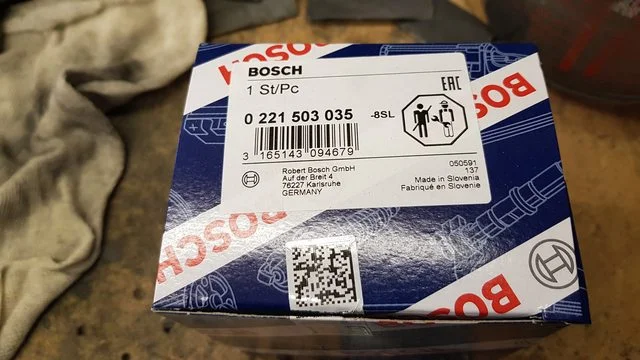 BOSCH
BOSCH
1 St/Pc
EAC
BOSCH
0 221 503 035
-8SL
3 165143 094679
Robert Bosch GmbH
Auf der Breit 4
76227 Karlsruhe
GERMANY
050591
137
Made in Slovenia
Fabriqué en Slovenie
BOSCH
BOSCH